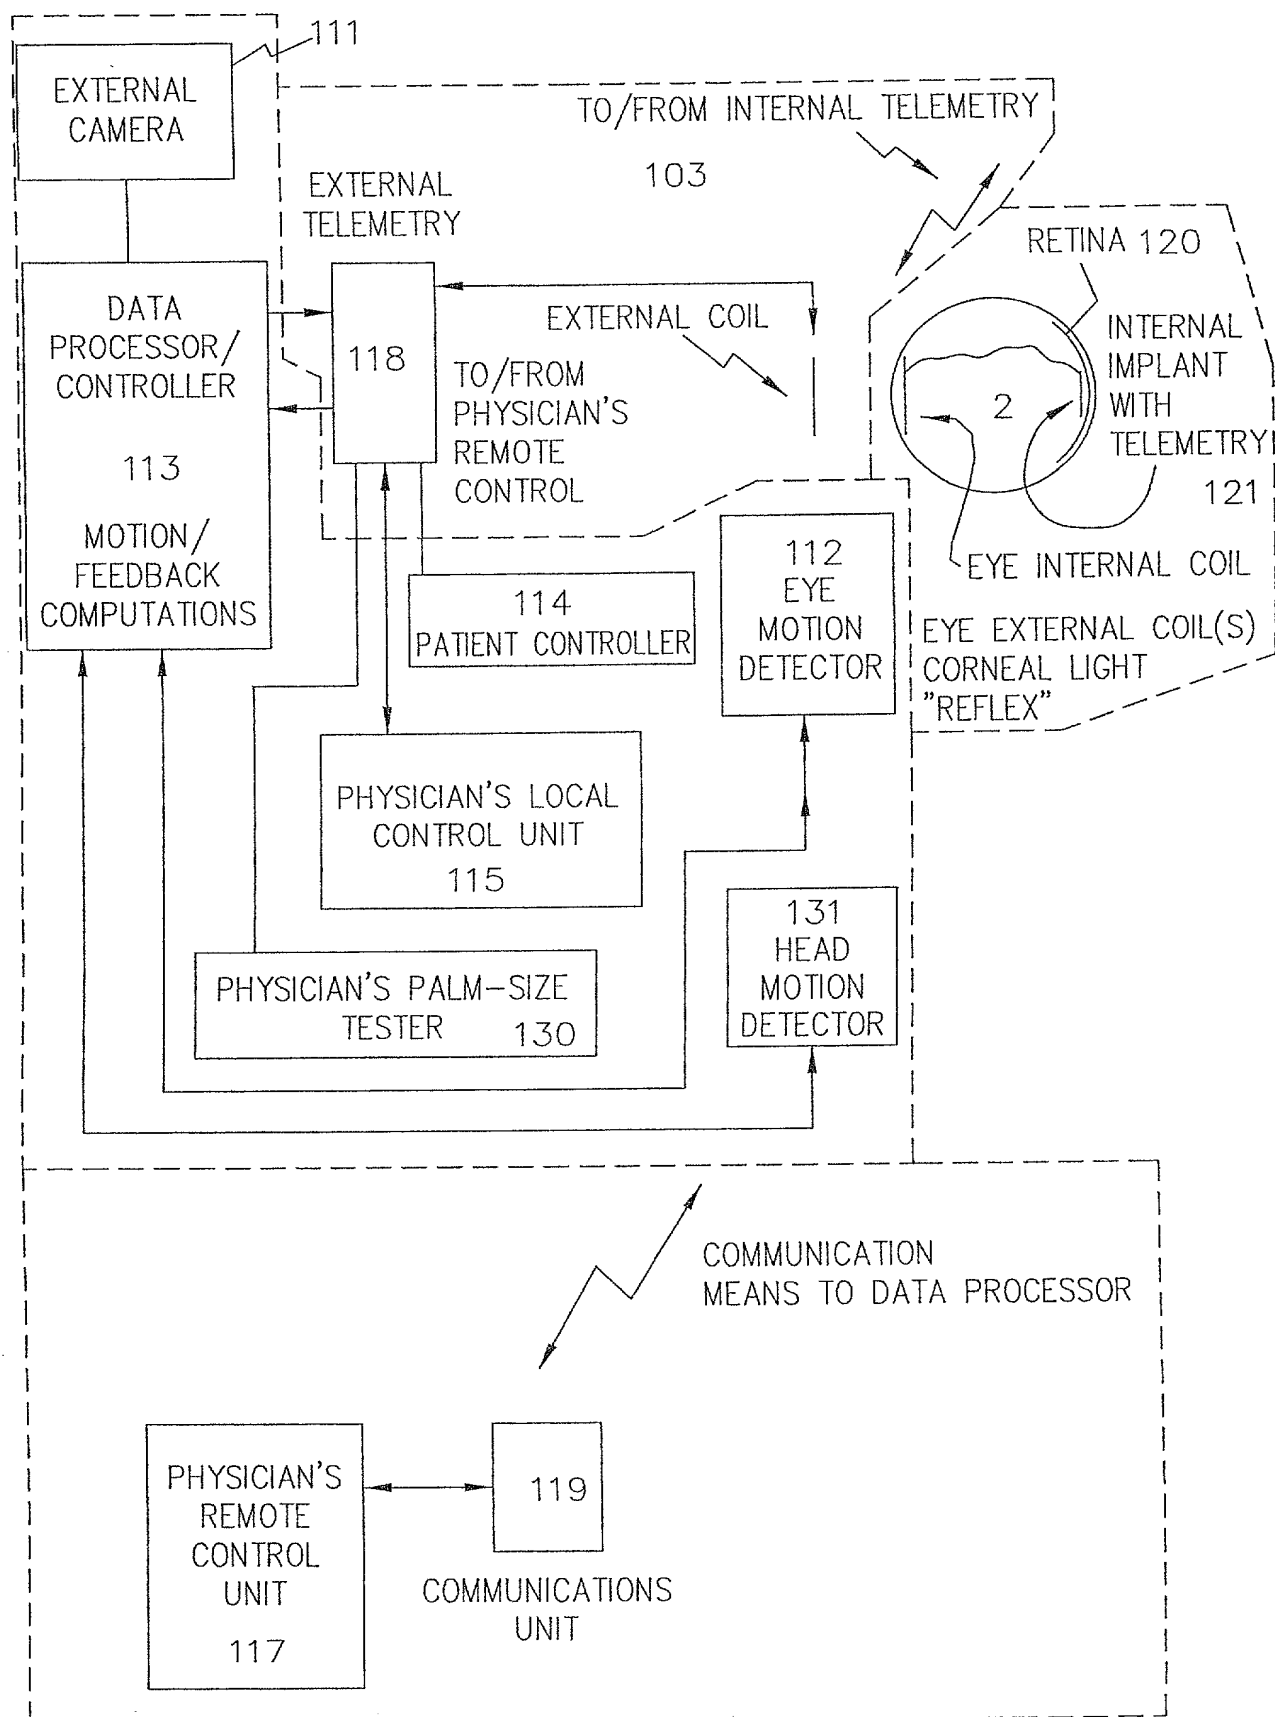 111
EXTERNAL
CAMERA
TO/FROM INTERNAL TELEMETRY
103
EXTERNAL
TELEMETRY
RETINA 120
DATA
PROCESSOR/
CONTROLLER
113
MOTION/
FEEDBACK
COMPUTATIONS
118
EXTERNAL COIL
TO/FROM
PHYSICIAN'S
REMOTE
CONTROL
2
INTERNAL
IMPLANT
WITH
TELEMETRY
121
EYE INTERNAL COIL
EYE EXTERNAL COIL(S)
CORNEAL LIGHT
"REFLEX"
112
EYE
MOTION
DETECTOR
114
PATIENT CONTROLLER
PHYSICIAN'S LOCAL
CONTROL UNIT
115
131
HEAD
MOTION
DETECTOR
PHYSICIAN'S PALM-SIZE
TESTER 130
COMMUNICATION
MEANS TO DATA PROCESSOR
PHYSICIAN'S
REMOTE
CONTROL
UNIT
117
119
COMMUNICATIONS
UNIT